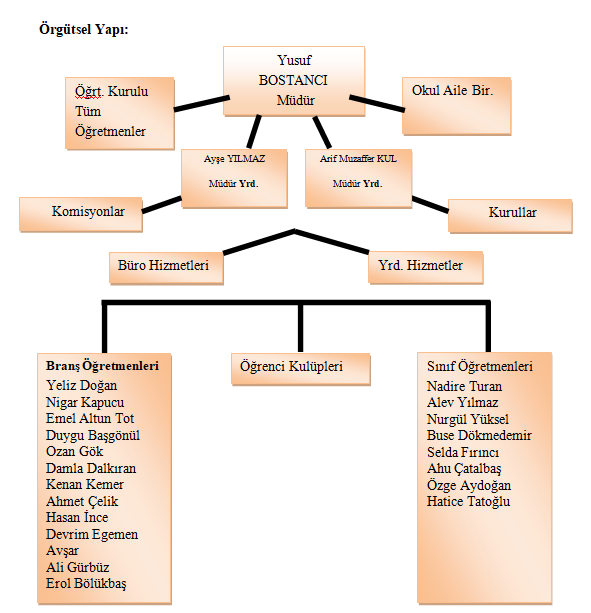 Örgütsel Yapı:
Yusuf
BOSTANCI
Müdür
Öğrt. Kurulu
Tüm
Öğretmenler
Okul Aile Bir.
Ayşe YILMAZ
Müdür Yrd.
Arif Muzaffer KUL
Müdür Yrd.
Komisyonlar
Kurullar
Büro Hizmetleri
Yrd. Hizmetler
Branş Öğretmenleri
Yeliz Doğan
Nigar Kapucu
Emel Altun Tot
Duygu Başgönül
Ozan Gök
Damla Dalkıran
Kenan Kemer
Ahmet Çelik
Hasan İnce
Devrim Egemen
Avşar
Ali Gürbüz
Erol Bölükbaş
Öğrenci Kulüpleri
Sınıf Öğretmenleri
Nadire Turan
Alev Yılmaz
Nurgül Yüksel
Buse Dökmedemir
Selda Fırıncı
Ahu Çatalbaş
Özge Aydoğan
Hatice Tatoğlu